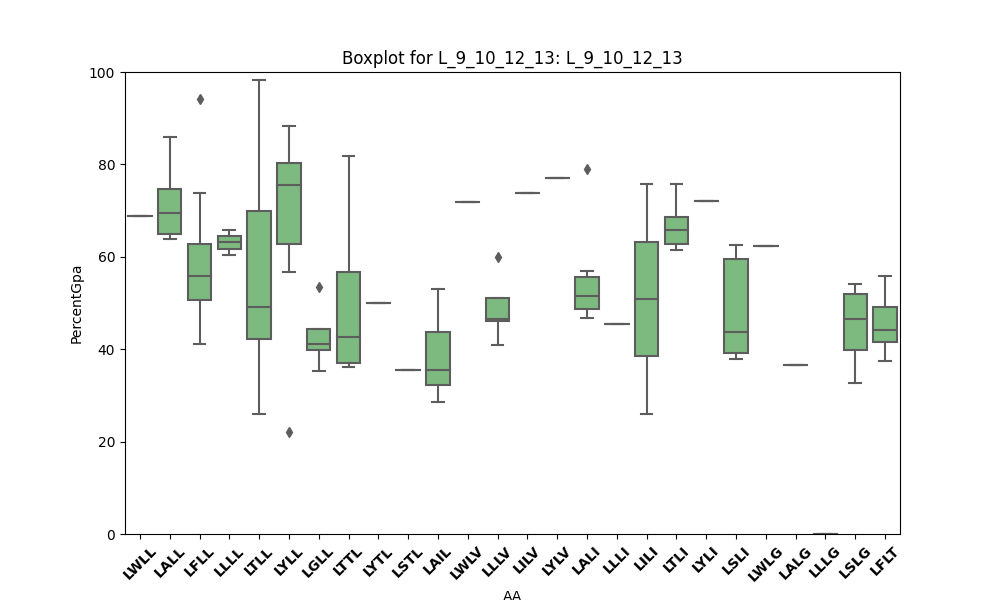 Boxplot for L_9_10_12_13: L_9_10_12_13
100
80
60
40
20
0
PercentGpa
LWLL LALL LFLL LLLL LTLL LYLL LGLL LTTL LYTL LSTL LAIL LWLV LLLV LILV LYLV LALI LLLI LILI LTLI LYLI LSLI LWLG LALG LLLG LSLG LFLT
AA